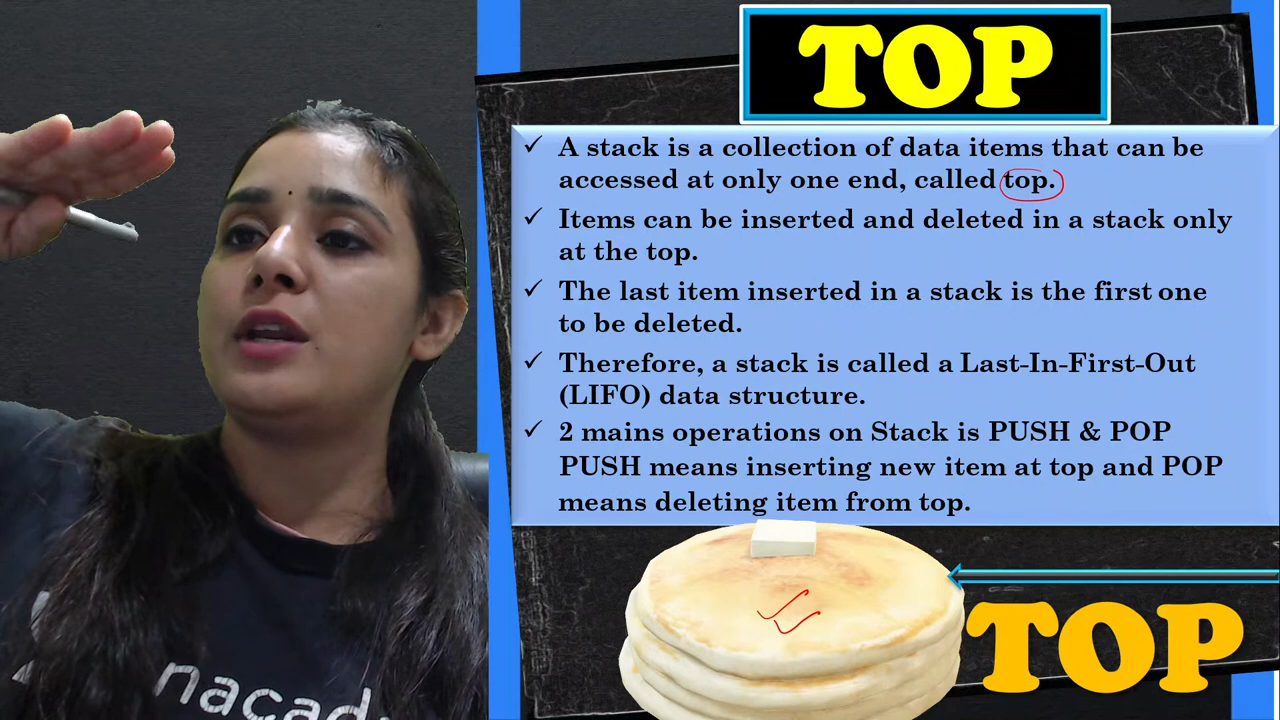 TOP
✓ A stack is a collection of data items that can be
accessed at only one end, called top.
✓ Items can be inserted and deleted in a stack only
at the top.
✓ The last item inserted in a stack is the first one
to be deleted.
✓ Therefore, a stack is called a Last-In-First-Out
(LIFO) data structure.
✓ 2 mains operations on Stack is PUSH & POP
PUSH means inserting new item at top and POP
means deleting item from top.
TOP
nacad